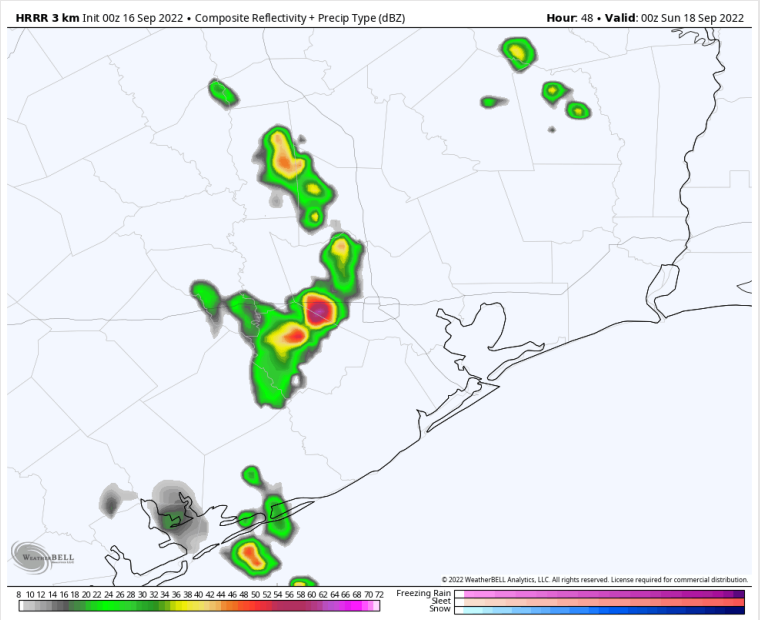 HRRR 3 km Init 00z 16 Sep 2022 • Composite Reflectivity + Precip Type (dBZ)
Hour: 48 • Valid: 00z Sun 18 Sep 2022
WEATHERBELL
© 2022 WeatherBELL Analytics, LLC. All rights reserved. License required for commercial distribution.
8 10 12 14 16 18 20 22 24 26 28 30 32 34 36 38 40 42 44 46 48 50 52 54 56 58 60 62 64 66 68 70 72
Freezing Rain
Sleet
Snow